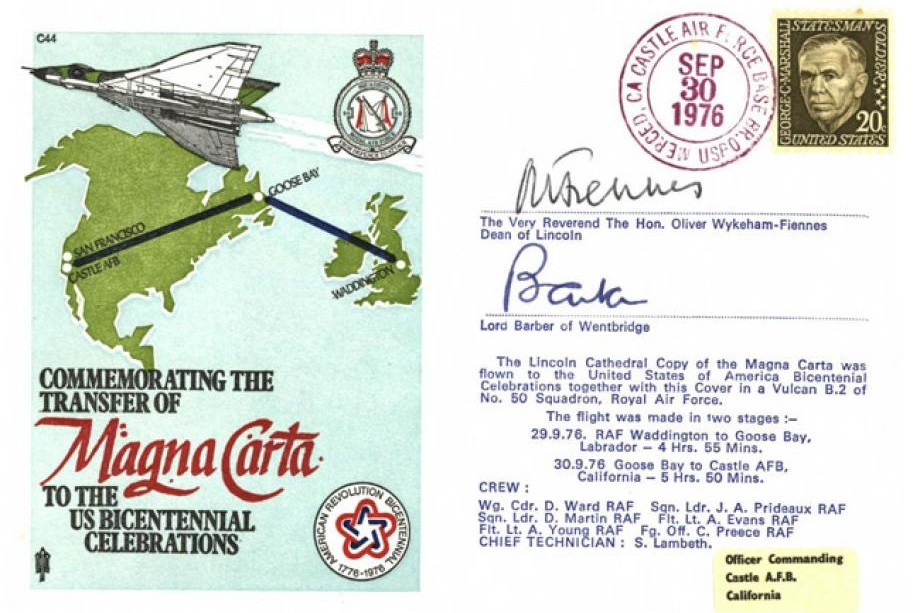 C44
GOOSE BAY
SAN FRANCISCO
CASTLE AFB
WADDINGTON
COMMEMORATING THE
TRANSFER OF
Magna Carta
TO THE
US BICENTENNIAL
CELEBRATIONS
AMERICAN REVOLUTION BICENTENNIAL
1776-1976
CASTLE AIR FORCE BASE BR.
MERCED, CA
USPO
SEP
30
1976
GEORGE·C·MARSHALL
STATESMAN
SOLDIER
20c
UNITED STATES
The Very Reverend The Hon. Oliver Wykeham-Fiennes
Dean of Lincoln
Lord Barber of Wentbridge
The Lincoln Cathedral Copy of the Magna Carta was
flown to the United States of America Bicentenial
Celebrations together with this Cover in a Vulcan B.2 of
No. 50 Squadron, Royal Air Force.
The flight was made in two stages :–
29.9.76. RAF Waddington to Goose Bay,
Labrador – 4 Hrs. 55 Mins.
30.9.76 Goose Bay to Castle AFB,
California – 5 Hrs. 50 Mins.
CREW :
Wg. Cdr. D. Ward RAF Sqn. Ldr. J. A. Prideaux RAF
Sqn. Ldr. D. Martin RAF Flt. Lt. A. Evans RAF
Flt. Lt. A. Young RAF Fg. Off. C. Preece RAF
CHIEF TECHNICIAN : S. Lambeth.
Officer Commanding
Castle A.F.B.
California